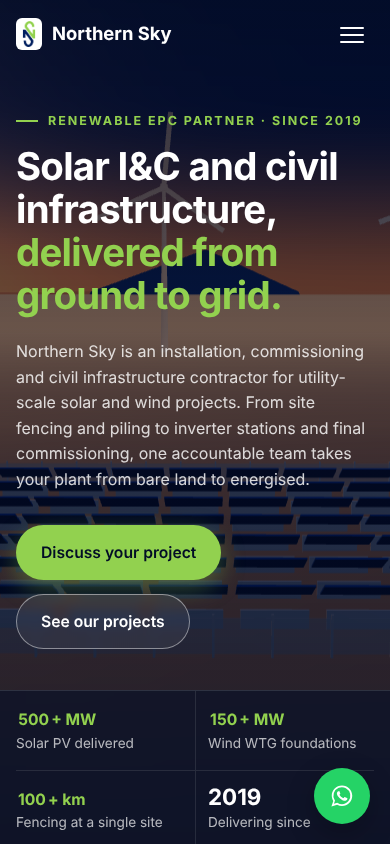 Northern Sky
RENEWABLE EPC PARTNER · SINCE 2019
Solar I&C and civil
infrastructure,
delivered from
ground to grid.
Northern Sky is an installation, commissioning
and civil infrastructure contractor for utility-
scale solar and wind projects. From site
fencing and piling to inverter stations and final
commissioning, one accountable team takes
your plant from bare land to energised.
Discuss your project
See our projects
500+ MW
Solar PV delivered
150+ MW
Wind WTG foundations
100+ km
Fencing at a single site
2019
Delivering since